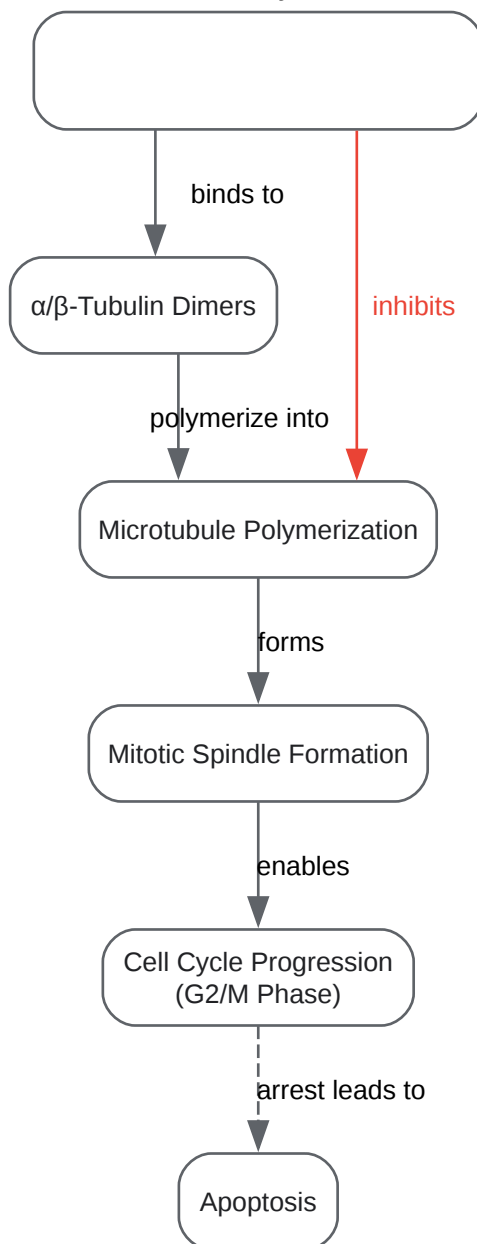 binds to
α/β-Tubulin Dimers
inhibits
polymerize into
Microtubule Polymerization
forms
Mitotic Spindle Formation
enables
Cell Cycle Progression
(G2/M Phase)
arrest leads to
Apoptosis